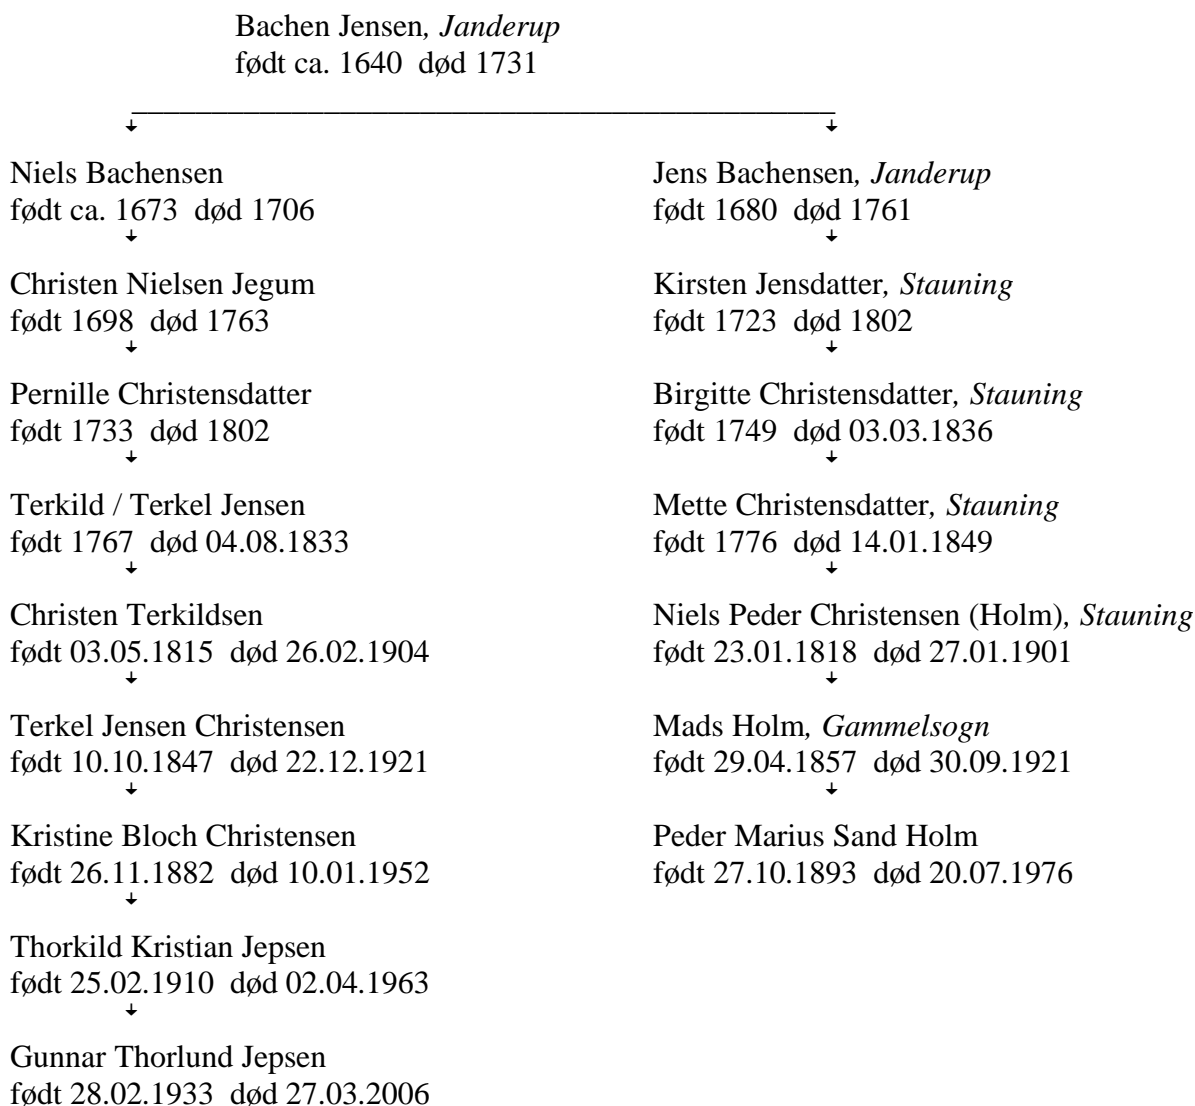 Bachen Jensen, Janderup
født ca. 1640 død 1731
Niels Bachensen
født ca. 1673 død 1706
Christen Nielsen Jegum
født 1698 død 1763
Pernille Christensdatter
født 1733 død 1802
Terkild / Terkel Jensen
født 1767 død 04.08.1833
Christen Terkildsen
født 03.05.1815 død 26.02.1904
Terkel Jensen Christensen
født 10.10.1847 død 22.12.1921
Kristine Bloch Christensen
født 26.11.1882 død 10.01.1952
Thorkild Kristian Jepsen
født 25.02.1910 død 02.04.1963
Gunnar Thorlund Jepsen
født 28.02.1933 død 27.03.2006
Jens Bachensen, Janderup
født 1680 død 1761
Kirsten Jensdatter, Stauning
født 1723 død 1802
Birgitte Christensdatter, Stauning
født 1749 død 03.03.1836
Mette Christensdatter, Stauning
født 1776 død 14.01.1849
Niels Peder Christensen (Holm), Stauning
født 23.01.1818 død 27.01.1901
Mads Holm, Gammelsogn
født 29.04.1857 død 30.09.1921
Peder Marius Sand Holm
født 27.10.1893 død 20.07.1976